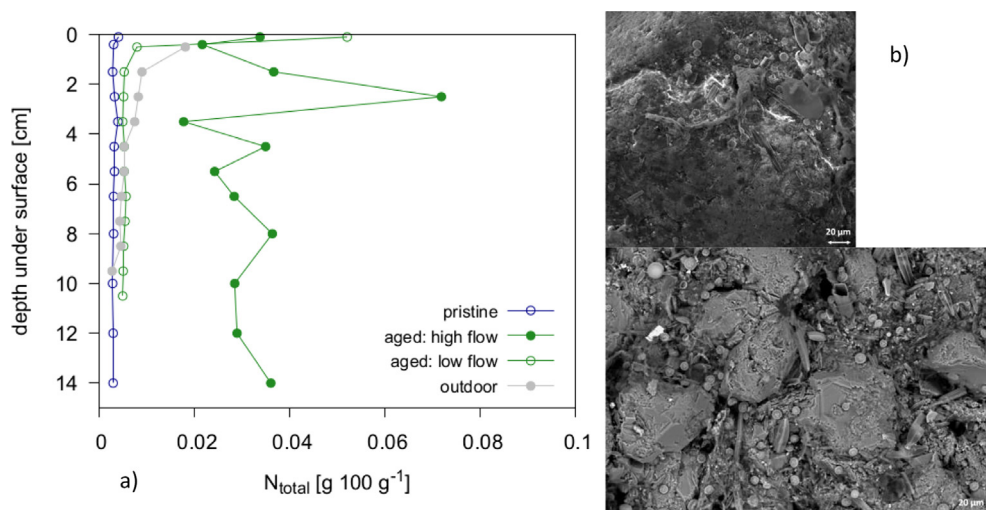 0
2
4
6
8
10
12
14
depth under surface [cm]
pristine
aged: high flow
aged: low flow
outdoor
0 0.02 0.04 0.06 0.08 0.1
a) N_total [g 100 g⁻¹]
b)
20 µm
20 µm